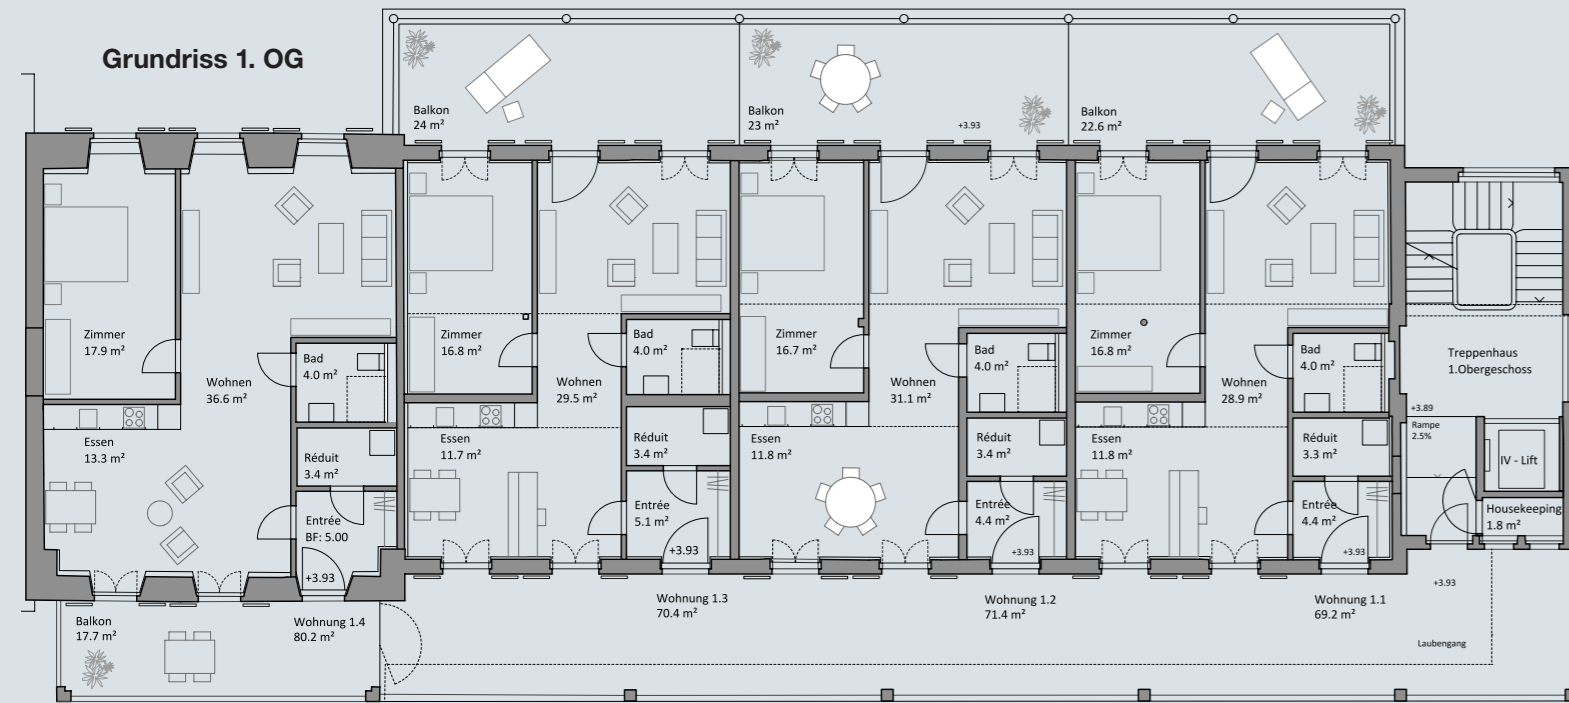 Grundriss 1. OG
Balkon
24 m²
Balkon
23 m²
+3.93
Balkon
22.6 m²
Zimmer
17.9 m²
Wohnen
36.6 m²
Bad
4.0 m²
Essen
13.3 m²
Réduit
3.4 m²
Entrée
BF: 5.00
+3.93
Balkon
17.7 m²
Wohnung 1.4
80.2 m²
Zimmer
16.8 m²
Wohnen
29.5 m²
Bad
4.0 m²
Essen
11.7 m²
Réduit
3.4 m²
Entrée
5.1 m²
+3.93
Wohnung 1.3
70.4 m²
Zimmer
16.7 m²
Wohnen
31.1 m²
Bad
4.0 m²
Essen
11.8 m²
Réduit
3.4 m²
Entrée
4.4 m²
+3.93
Wohnung 1.2
71.4 m²
Zimmer
16.8 m²
Wohnen
28.9 m²
Bad
4.0 m²
Essen
11.8 m²
Réduit
3.3 m²
Entrée
4.4 m²
+3.93
Wohnung 1.1
69.2 m²
Treppenhaus
1.Obergeschoss
+3.89
Rampe
2.5%
IV - Lift
Housekeeping
1.8 m²
+3.93
Laubengang